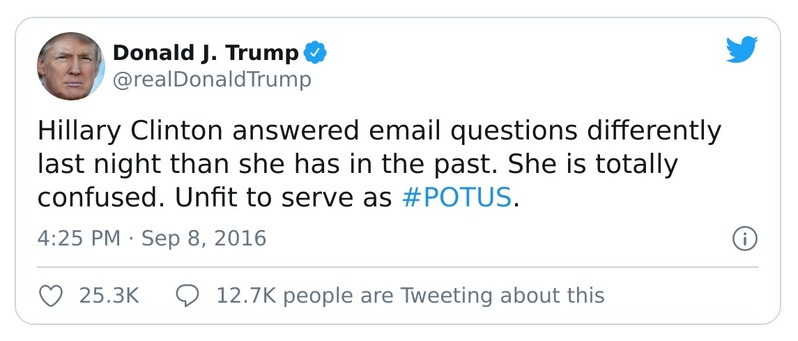 Donald J. Trump
@realDonaldTrump
Hillary Clinton answered email questions differently
last night than she has in the past. She is totally
confused. Unfit to serve as #POTUS.
4:25 PM · Sep 8, 2016
25.3K 12.7K people are Tweeting about this